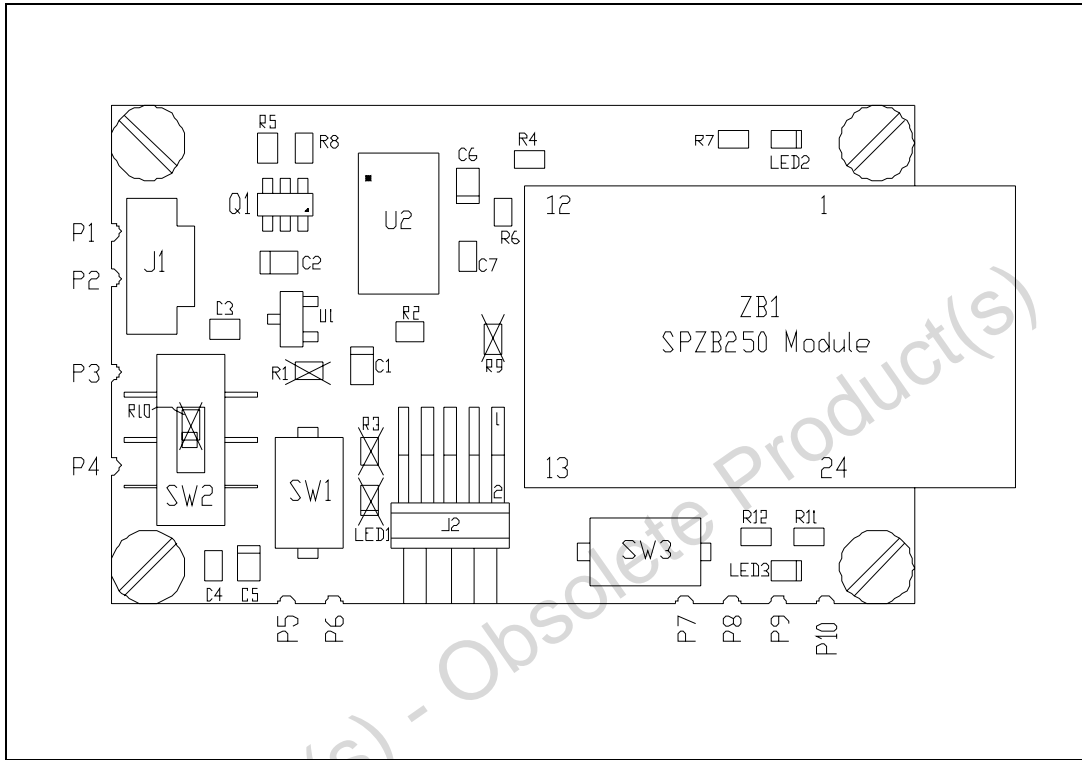 R5
R8
R4
R7
LED2
C6
Q1
U2
R6
12
1
P1
J1
P2
C2
C7
ZB1
SPZB250 Module
C3
U1
R2
R1
C1
R9
P3
R10
R3
1
P4
SW2
SW1
2
13
24
LED1
J2
SW3
R12
R11
LED3
C4
C5
P5
P6
P7
P8
P9
P10
(s) - Obsolete Product(s)